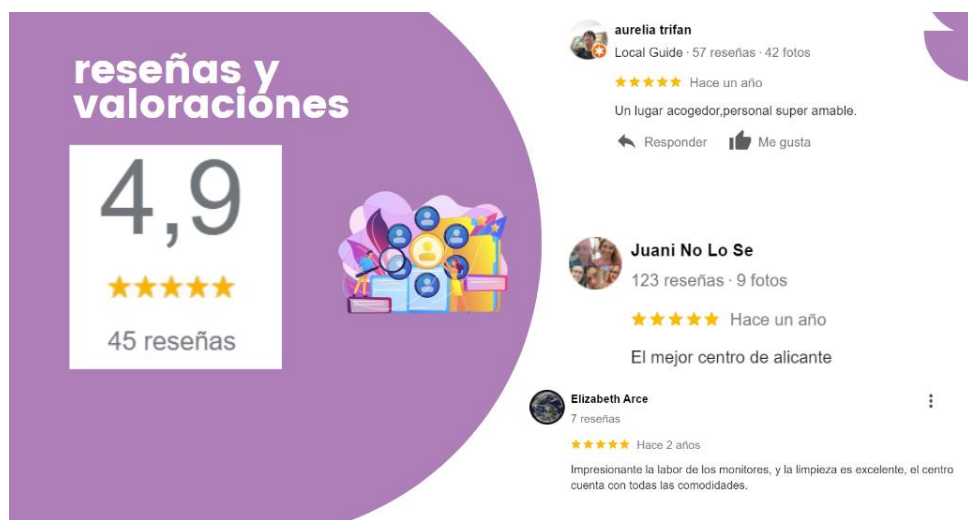 reseñas y
valoraciones
4,9
45 reseñas
aurelia trifan
Local Guide · 57 reseñas · 42 fotos
Hace un año
Un lugar acogedor,personal super amable.
Responder Me gusta
Juani No Lo Se
123 reseñas · 9 fotos
Hace un año
El mejor centro de alicante
Elizabeth Arce
7 reseñas
Hace 2 años
Impresionante la labor de los monitores, y la limpieza es excelente, el centro
cuenta con todas las comodidades.